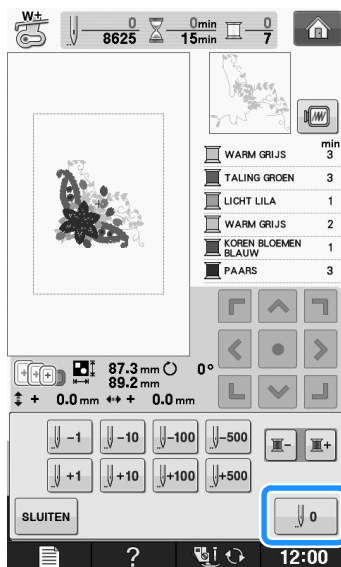 W+
0 0min 0
8625 15min 7
min
WARM GRIJS 3
TALING GROEN 3
LICHT LILA 1
WARM GRIJS 2
KOREN BLOEMEN
BLAUW 1
PAARS 3
87.3 mm 0°
89.2 mm
+ 0.0 mm + 0.0 mm
-1 -10 -100 -500 - +
+1 +10 +100 +500
SLUITEN 0
? 12:00